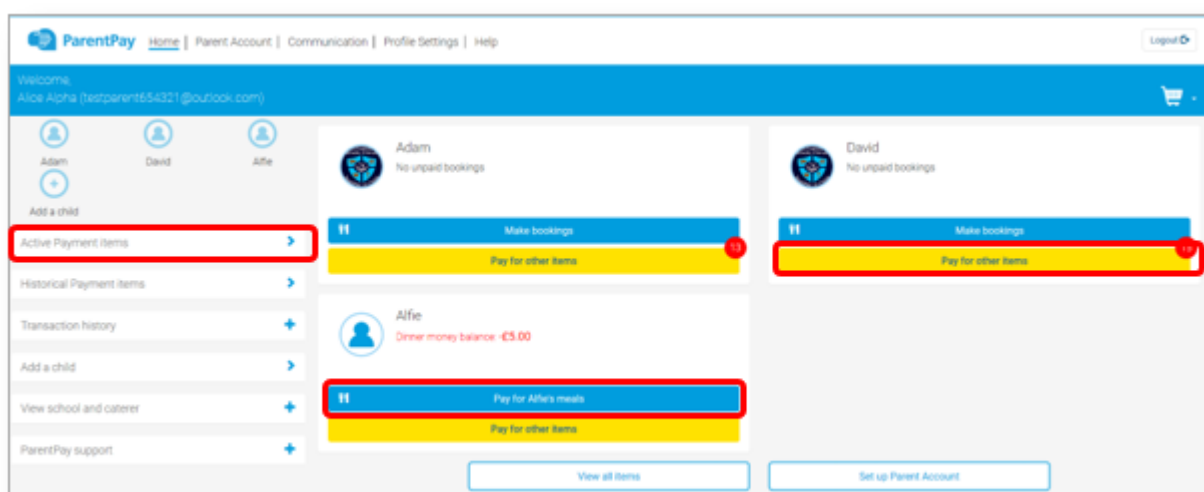 ParentPay Home | Parent Account | Communication | Profile Settings | Help
Logout
Welcome,
Alice Alpha (testparent654321@outlook.com)
Adam David Alfie
Add a child
Active Payment items
Historical Payment items
Transaction history
Add a child
View school and caterer
ParentPay support
Adam
No unpaid bookings
Make bookings
13
Pay for other items
David
No unpaid bookings
Make bookings
Pay for other items
Alfie
Dinner money balance: -£5.00
Pay for Alfie's meals
Pay for other items
View all items
Set up Parent Account